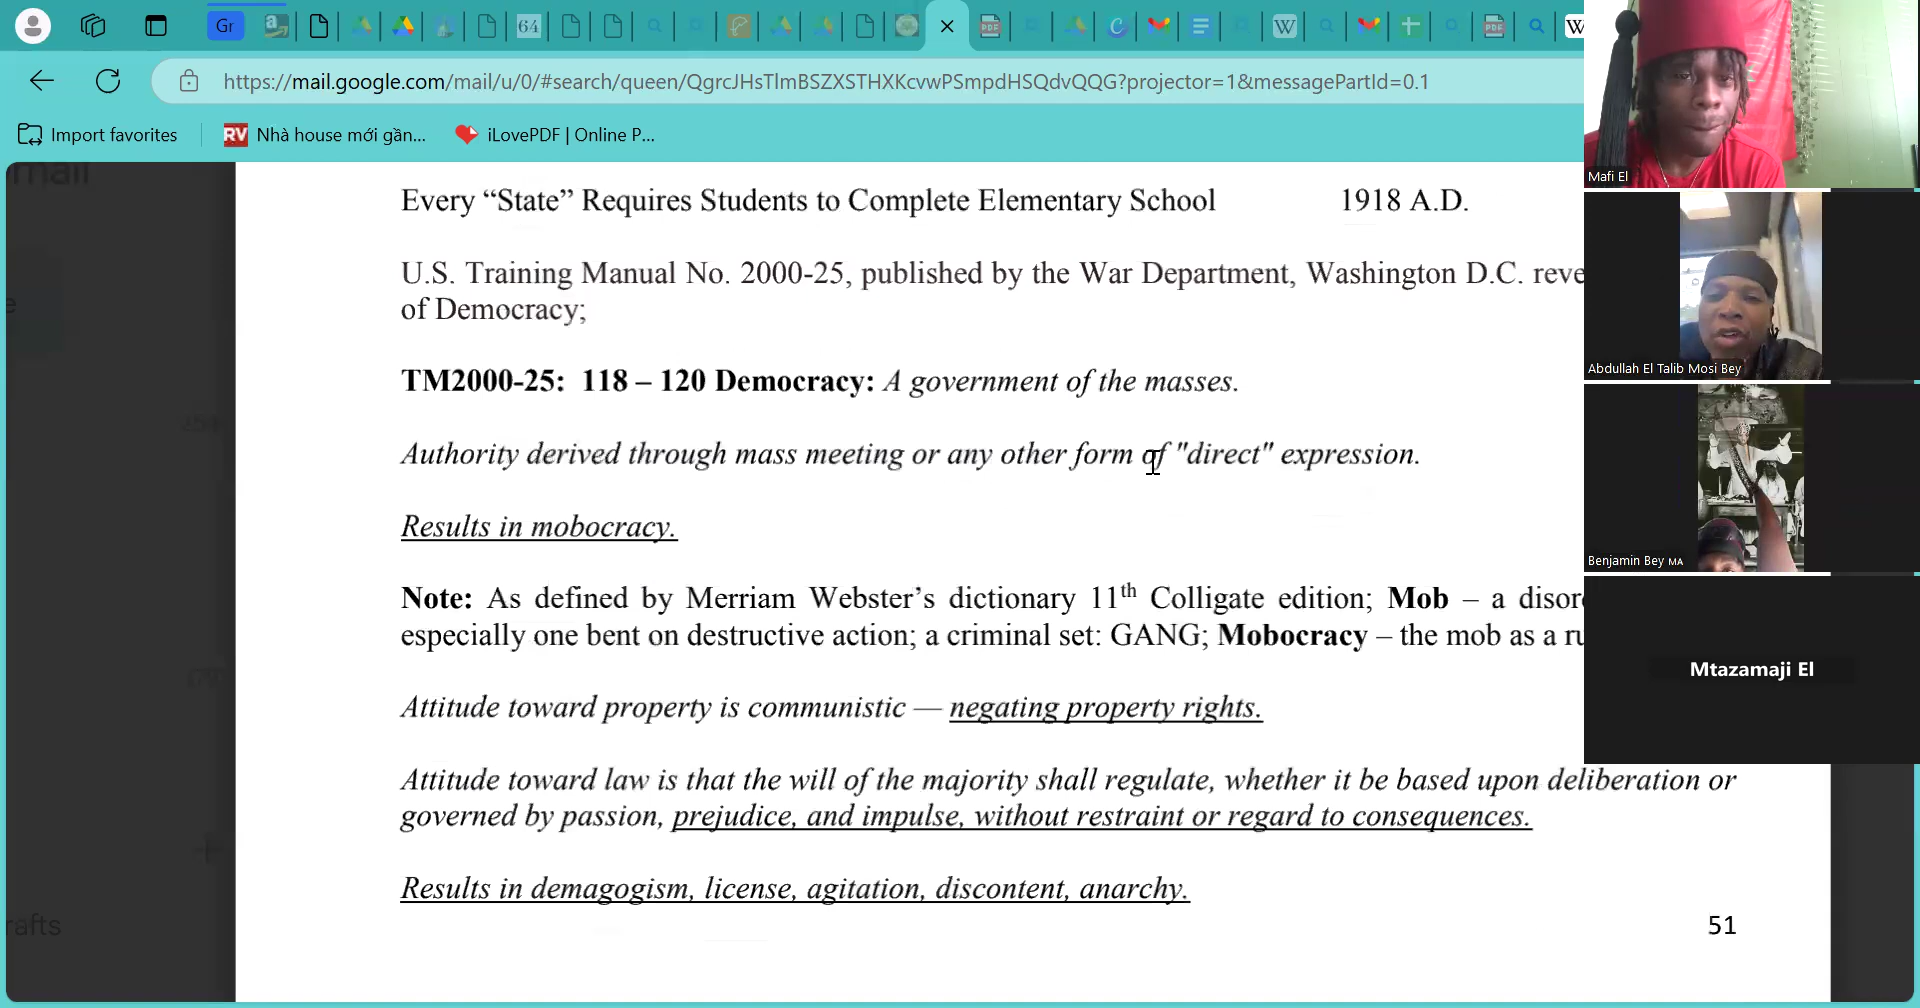 Gr
64
https://mail.google.com/mail/u/0/#search/queen/QgrcJHsTlmBSZXSTHXKcvwPSmpdHSQdvQQG?projector=1&messagePartId=0.1
Import favorites
RV Nhà house mới gần...
iLovePDF | Online P...
Every “State” Requires Students to Complete Elementary School 1918 A.D.
U.S. Training Manual No. 2000-25, published by the War Department, Washington D.C. reve
of Democracy;
TM2000-25: 118 – 120 Democracy: A government of the masses.
Authority derived through mass meeting or any other form of "direct" expression.
Results in mobocracy.
Note: As defined by Merriam Webster’s dictionary 11th Colligate edition; Mob – a disor
especially one bent on destructive action; a criminal set: GANG; Mobocracy – the mob as a ru
Attitude toward property is communistic — negating property rights.
Attitude toward law is that the will of the majority shall regulate, whether it be based upon deliberation or
governed by passion, prejudice, and impulse, without restraint or regard to consequences.
Results in demagogism, license, agitation, discontent, anarchy.
51
rafts
Mafi El
Abdullah El Talib Mosi Bey
Benjamin Bey MA
Mtazamaji El